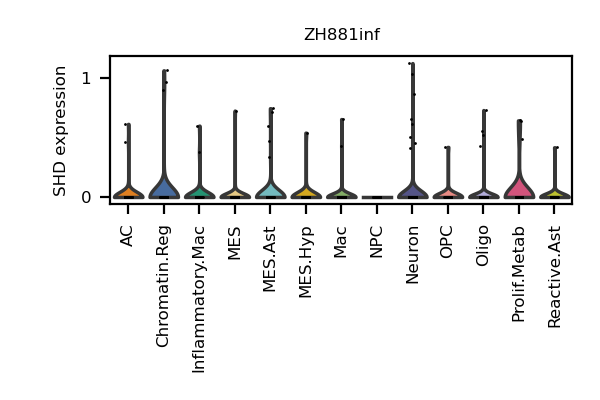 ZH881inf
SHD expression
1
0
AC
Chromatin.Reg
Inflammatory.Mac
MES
MES.Ast
MES.Hyp
Mac
NPC
Neuron
OPC
Oligo
Prolif.Metab
Reactive.Ast